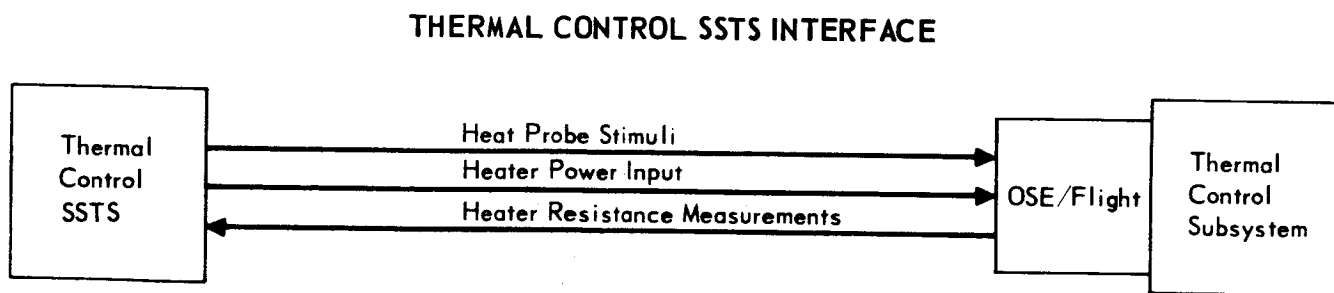 THERMAL CONTROL SSTS INTERFACE
Thermal
Control
SSTS
Heat Probe Stimuli
Heater Power Input
Heater Resistance Measurements
OSE/Flight
Thermal
Control
Subsystem